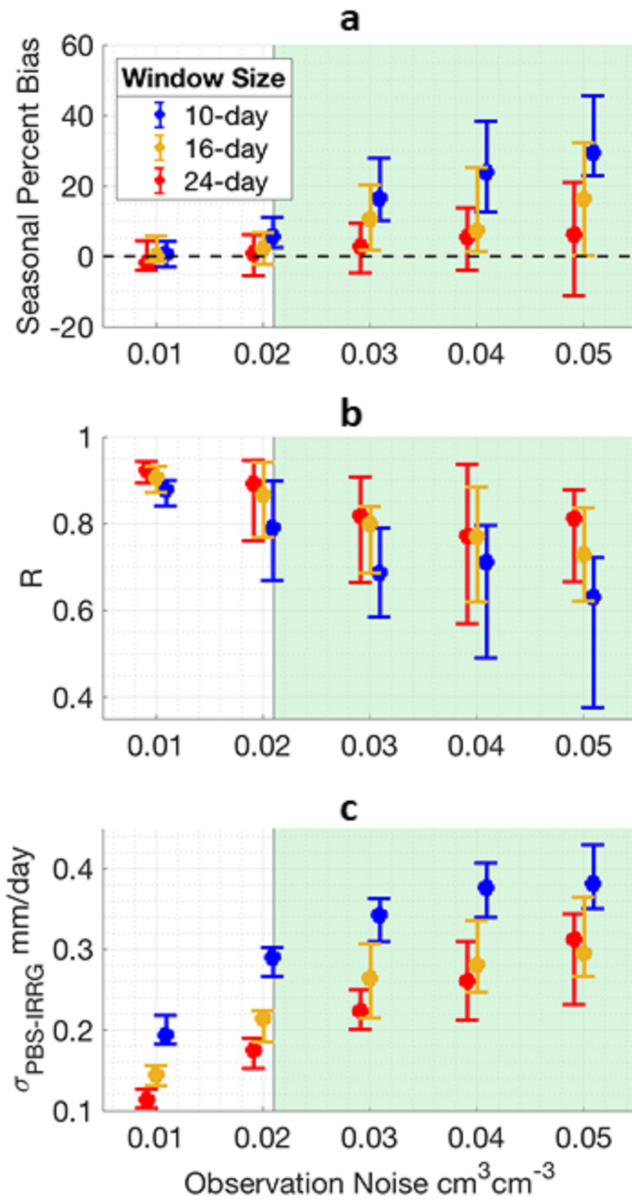 a
Seasonal Percent Bias
60
40
20
0
-20
Window Size
10-day
16-day
24-day
0.01 0.02 0.03 0.04 0.05
b
R
1
0.8
0.6
0.4
0.01 0.02 0.03 0.04 0.05
c
σPBS-IRRG mm/day
0.4
0.3
0.2
0.1
0.01 0.02 0.03 0.04 0.05
Observation Noise cm³cm⁻³